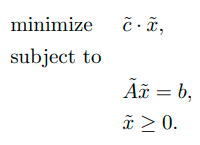 minimize c̃ · x̃,
subject to
Ãx̃ = b,
x̃ ≥ 0.